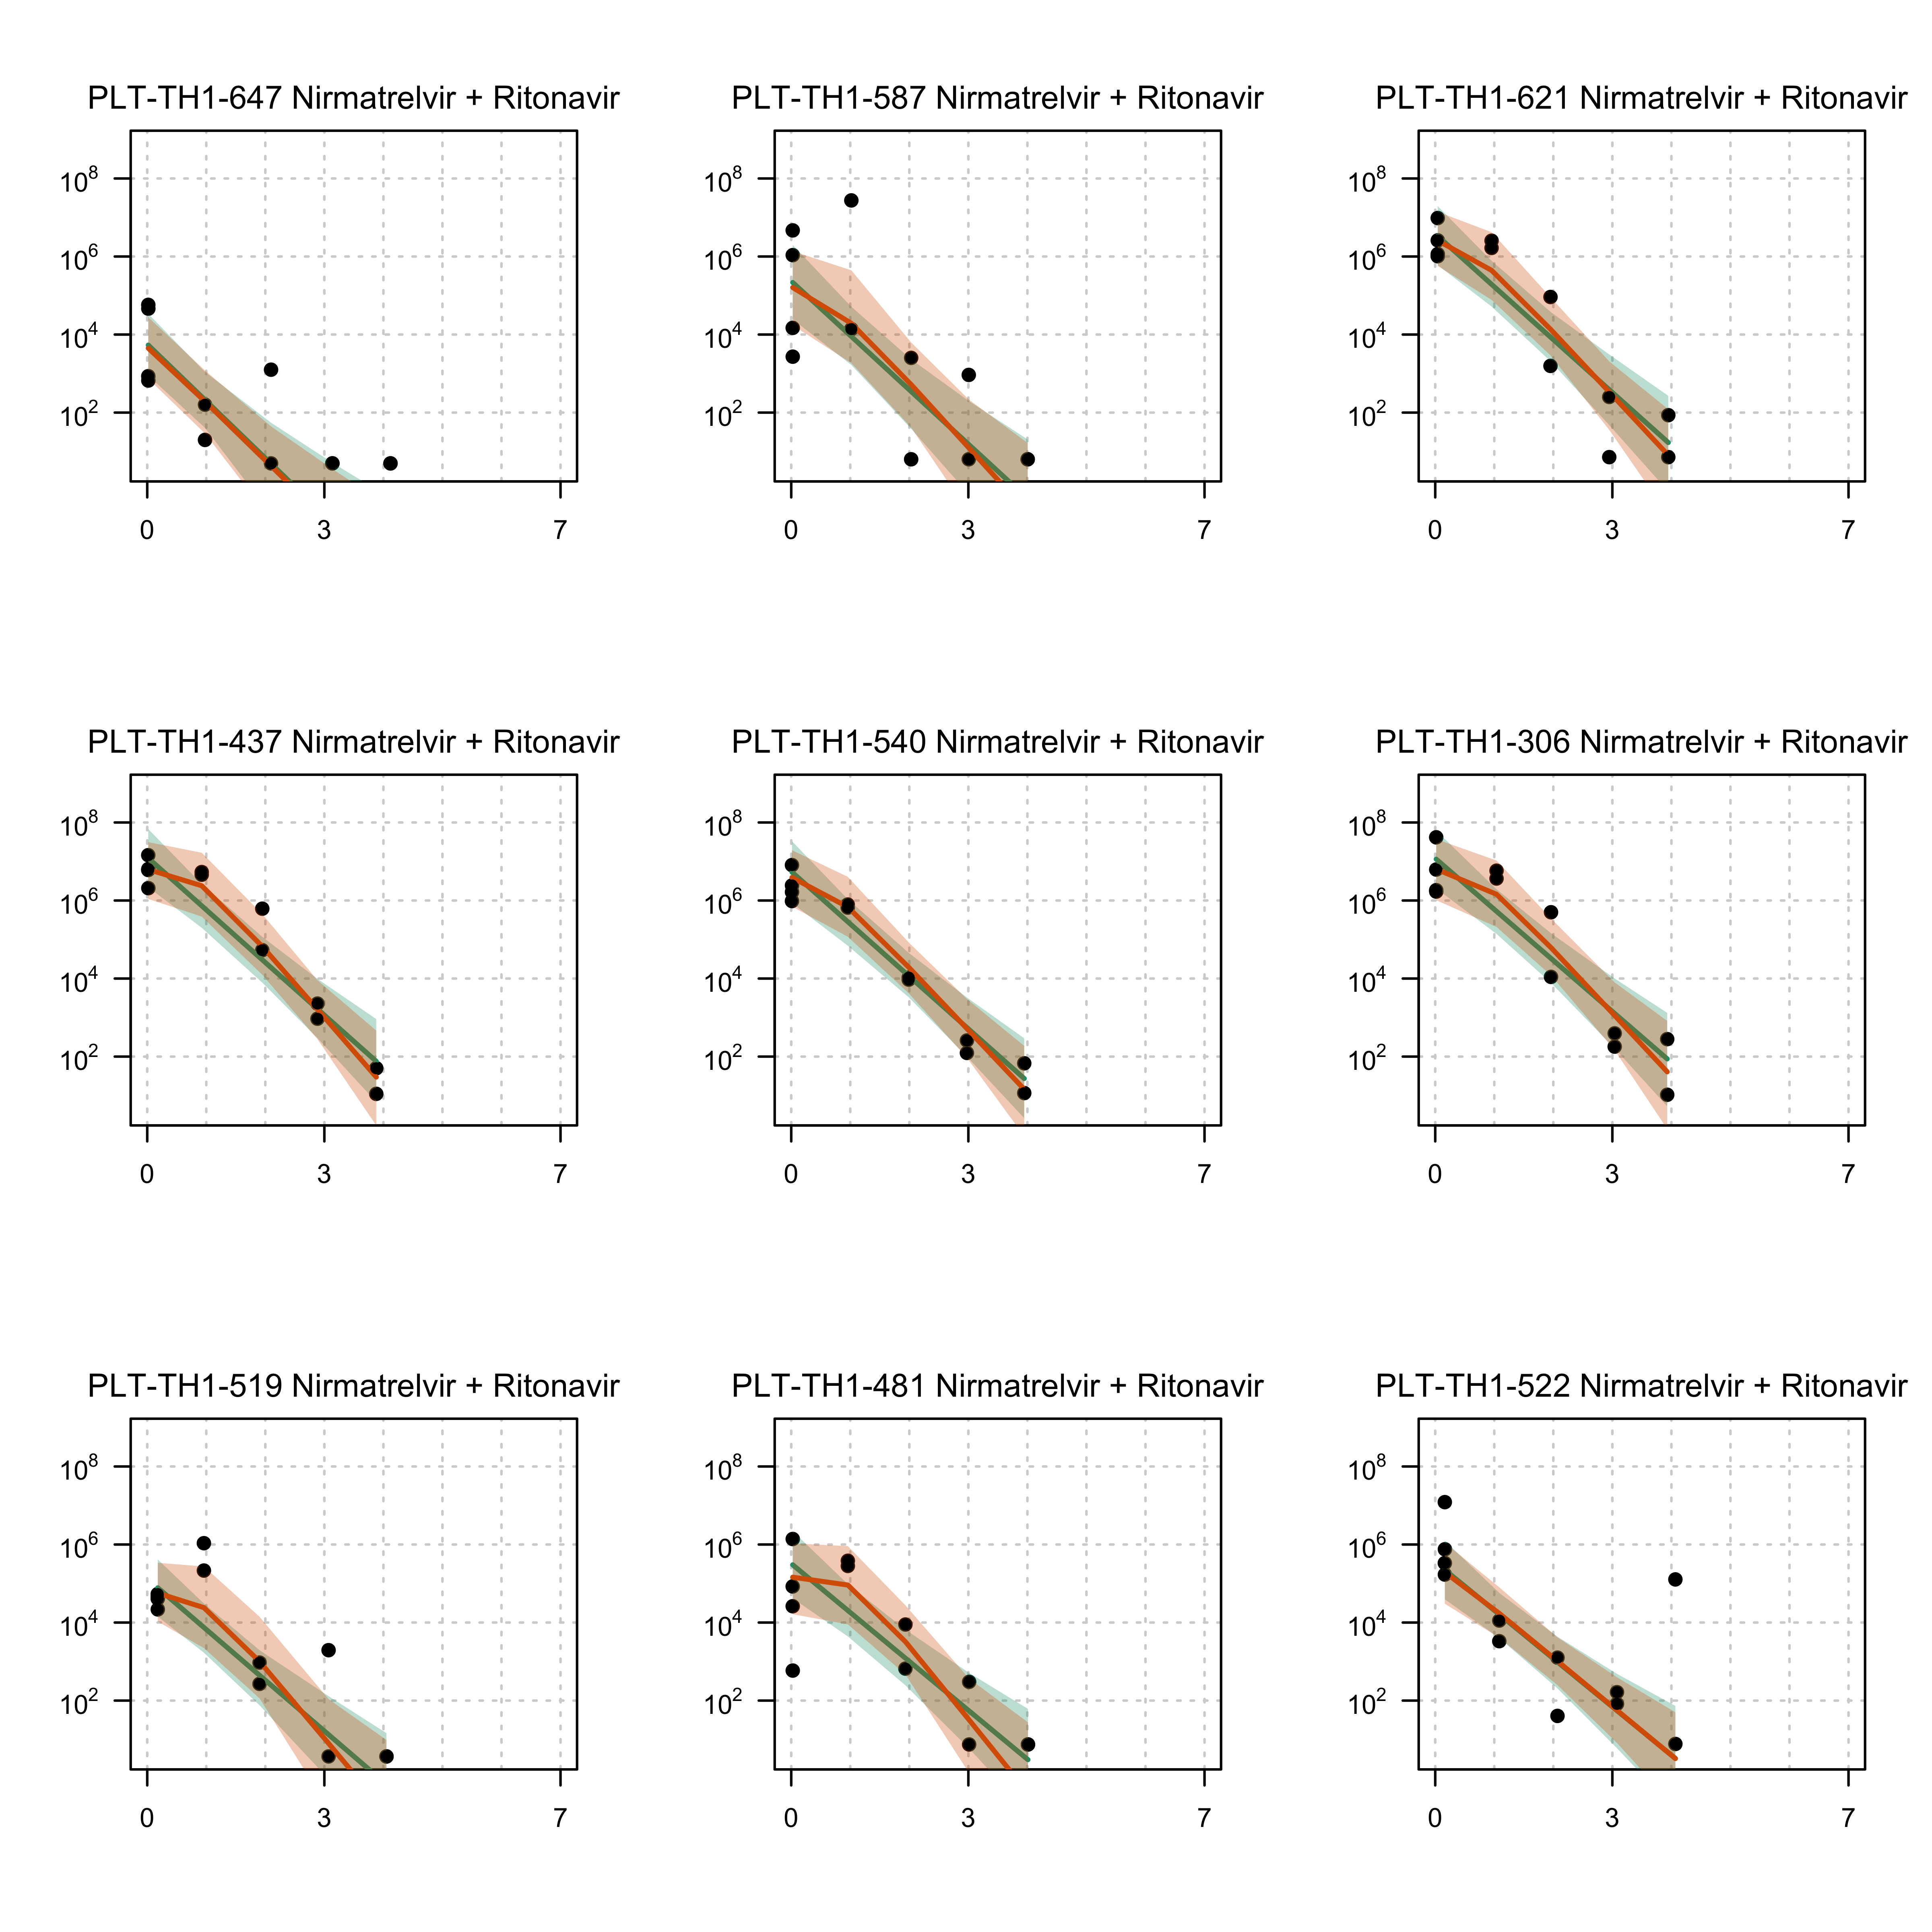 PLT-TH1-647 Nirmatrelvir + Ritonavir
10^8
10^6
10^4
10^2
0 3 7
PLT-TH1-587 Nirmatrelvir + Ritonavir
10^8
10^6
10^4
10^2
0 3 7
PLT-TH1-621 Nirmatrelvir + Ritonavir
10^8
10^6
10^4
10^2
0 3 7
PLT-TH1-437 Nirmatrelvir + Ritonavir
10^8
10^6
10^4
10^2
0 3 7
PLT-TH1-540 Nirmatrelvir + Ritonavir
10^8
10^6
10^4
10^2
0 3 7
PLT-TH1-306 Nirmatrelvir + Ritonavir
10^8
10^6
10^4
10^2
0 3 7
PLT-TH1-519 Nirmatrelvir + Ritonavir
10^8
10^6
10^4
10^2
0 3 7
PLT-TH1-481 Nirmatrelvir + Ritonavir
10^8
10^6
10^4
10^2
0 3 7
PLT-TH1-522 Nirmatrelvir + Ritonavir
10^8
10^6
10^4
10^2
0 3 7